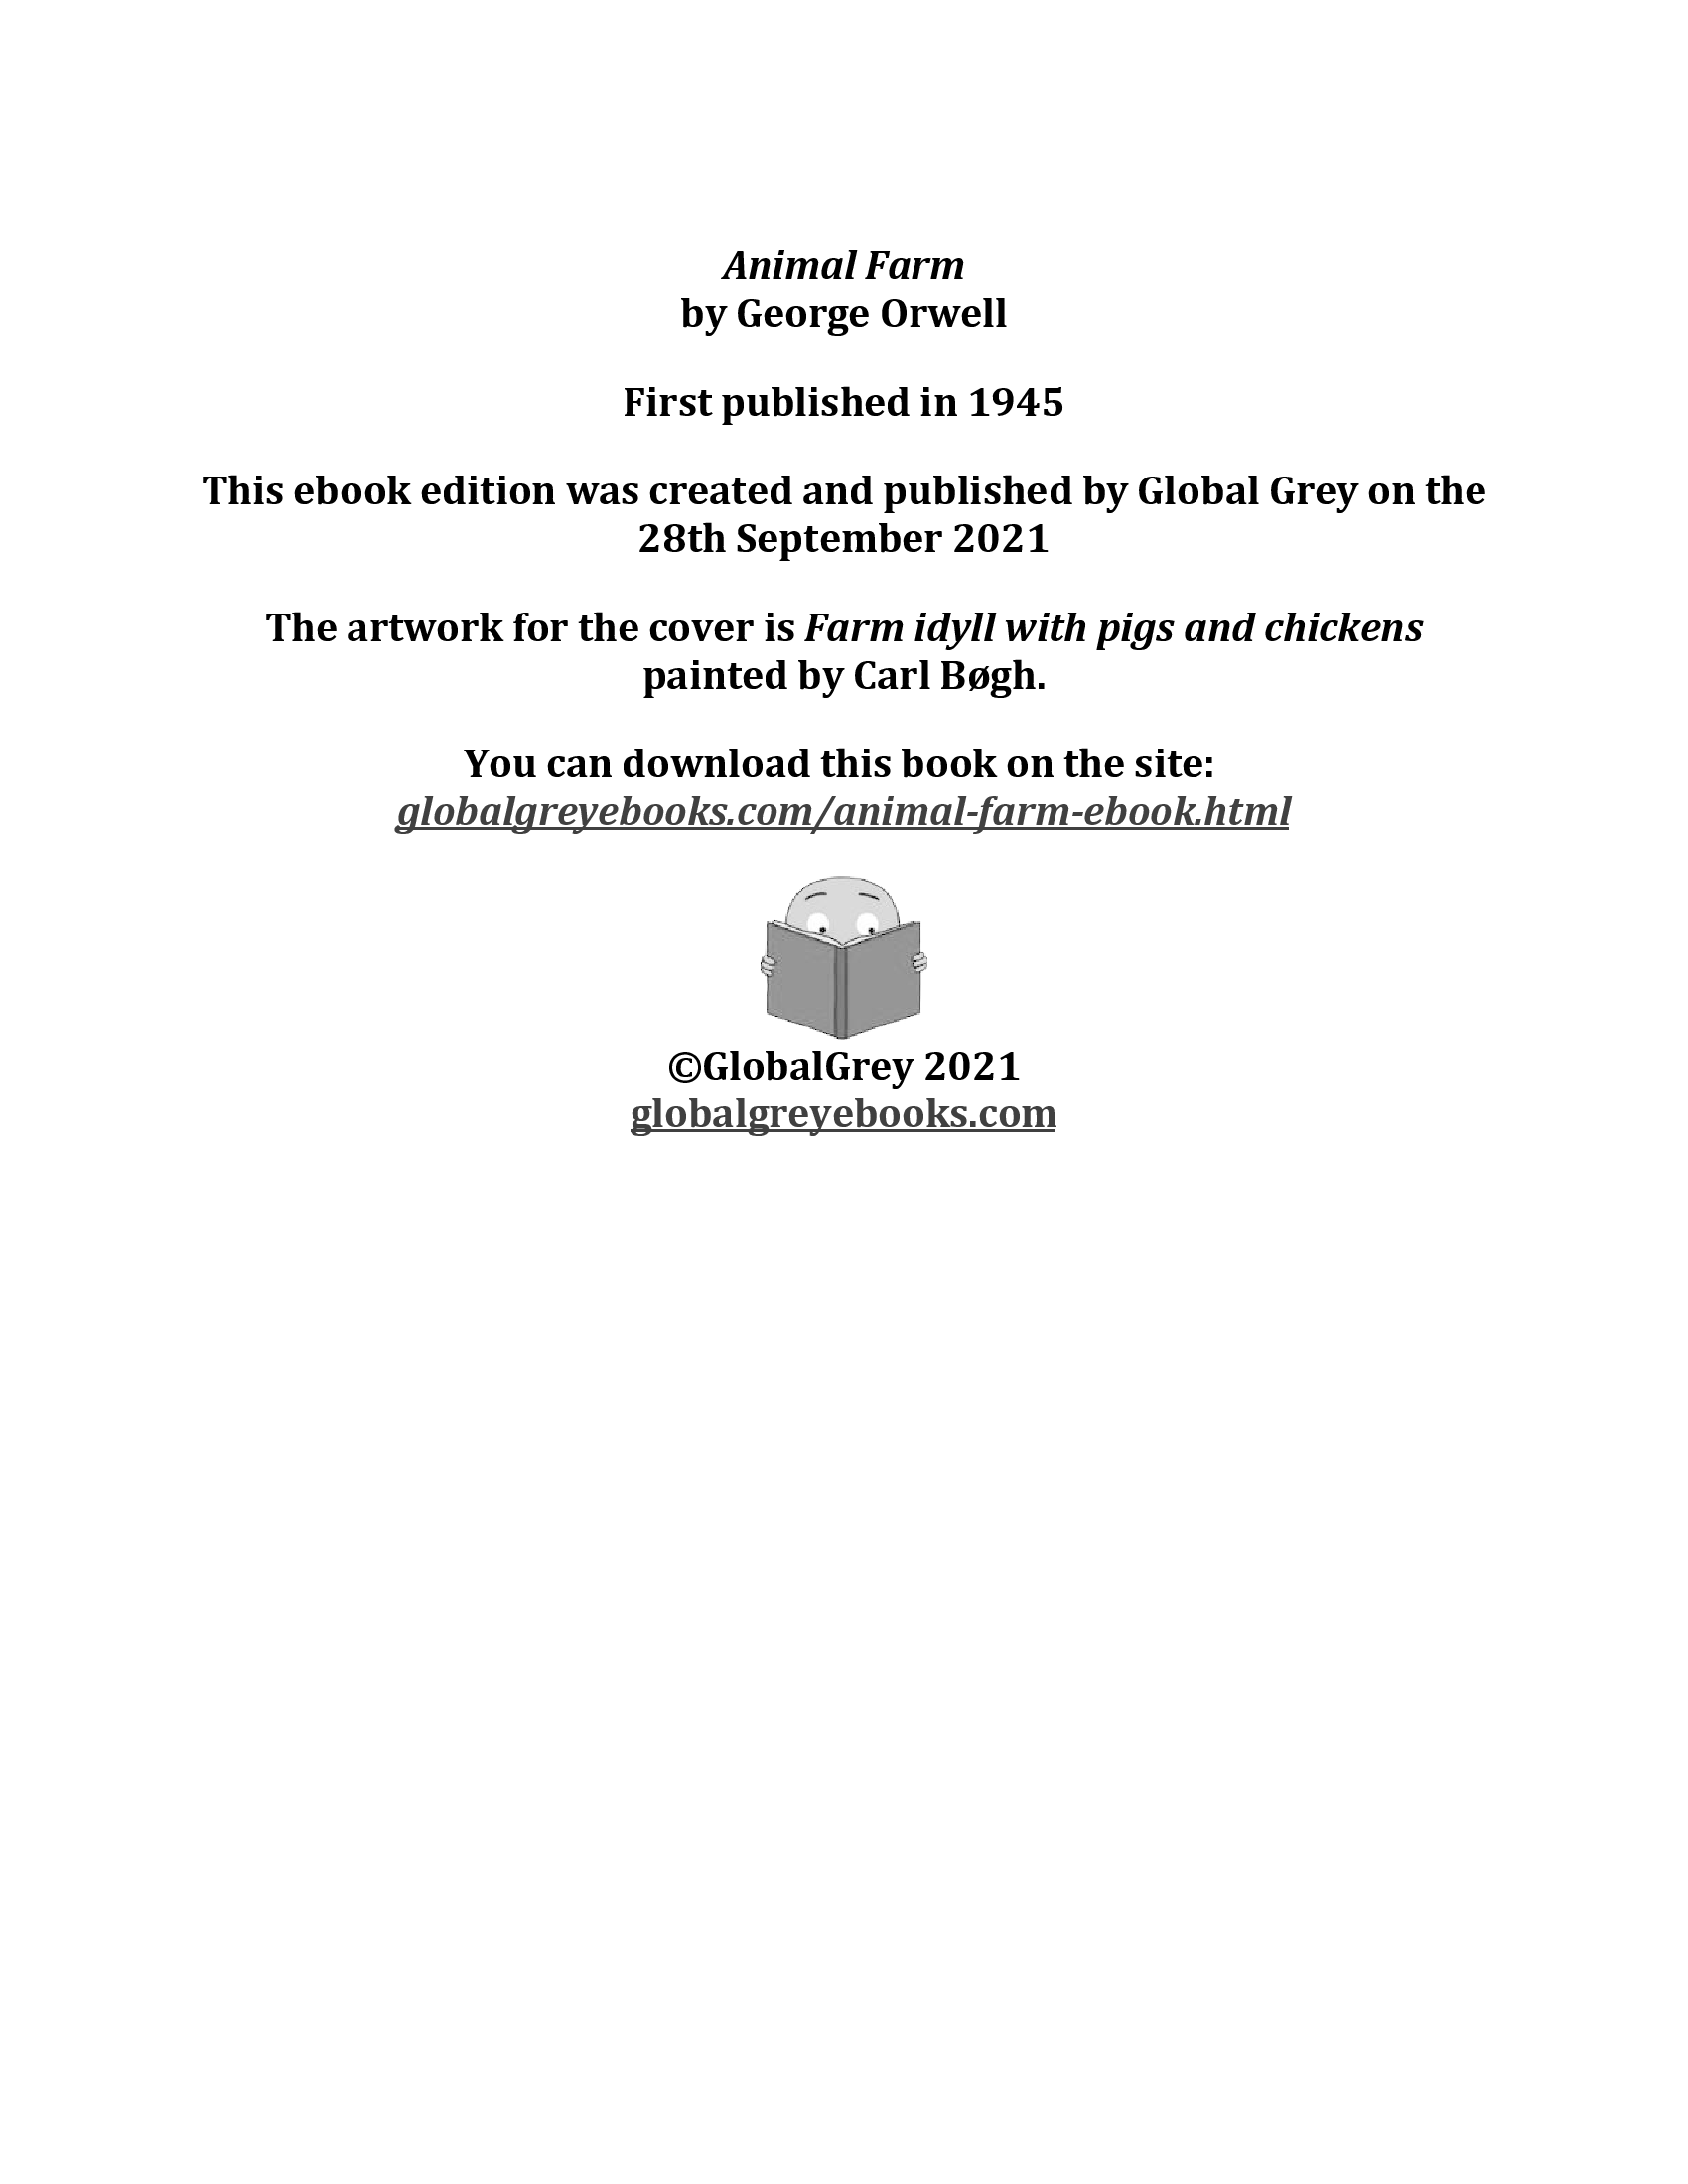 Animal Farm
by George Orwell
First published in 1945
This ebook edition was created and published by Global Grey on the
28th September 2021
The artwork for the cover is Farm idyll with pigs and chickens
painted by Carl Bøgh.
You can download this book on the site:
globalgreyebooks.com/animal-farm-ebook.html
©GlobalGrey 2021
globalgreyebooks.com